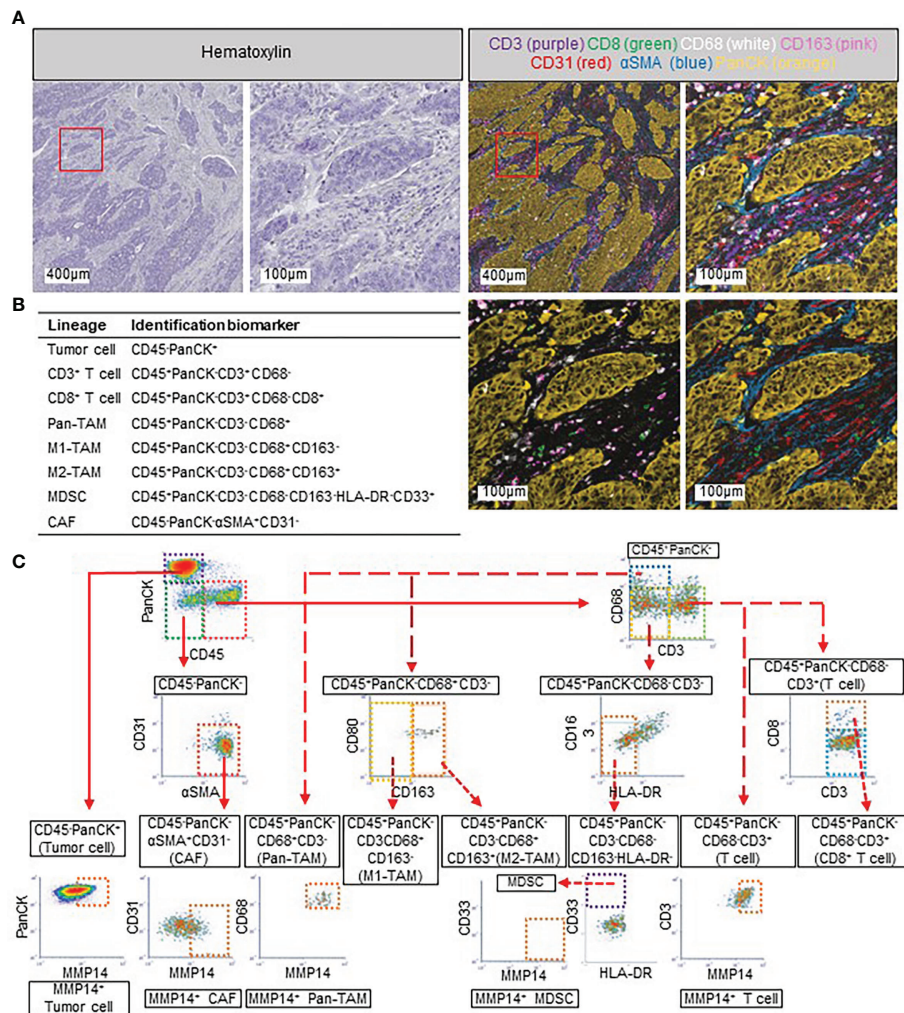 A
Hematoxylin
CD3 (purple) CD8 (green) CD68 (white) CD163 (pink)
CD31 (red) αSMA (blue) PanCK (orange)
400μm
100μm
400μm
100μm
B
Lineage Identification biomarker
Tumor cell CD45⁻PanCK⁺
CD3⁺ T cell CD45⁺PanCK⁻CD3⁺CD68⁻
CD8⁺ T cell CD45⁺PanCK⁻CD3⁺CD68⁻CD8⁺
Pan-TAM CD45⁺PanCK⁻CD3⁻CD68⁺
M1-TAM CD45⁺PanCK⁻CD3⁻CD68⁺CD163⁻
M2-TAM CD45⁺PanCK⁻CD3⁻CD68⁺CD163⁺
MDSC CD45⁺PanCK⁻CD3⁻CD68⁻CD163⁻HLA-DR⁻CD33⁺
CAF CD45⁻PanCK⁻αSMA⁺CD31⁻
100μm
100μm
C
PanCK
CD45
CD45⁺PanCK⁻
CD68
CD3
CD45⁻PanCK⁻
CD31
αSMA
CD45⁺PanCK⁻CD68⁺CD3⁻
CD80
CD163
CD45⁺PanCK⁻CD68⁻CD3⁻
CD16
3
HLA-DR
CD45⁺PanCK⁻CD68⁻
CD3⁺(T cell)
CD8
CD3
CD45⁻PanCK⁺
(Tumor cell)
CD45⁻PanCK⁻
αSMA⁺CD31⁻
(CAF)
CD45⁺PanCK⁻
CD68⁺CD3⁻
(Pan-TAM)
CD45⁺PanCK⁻
CD3CD68⁺
CD163⁻
(M1-TAM)
CD45⁺PanCK⁻
CD3⁻CD68⁺
CD163⁺(M2-TAM)
CD45⁺PanCK⁻
CD3⁻CD68⁻
CD163⁻HLA-DR⁻
CD45⁺PanCK⁻
CD68⁻CD3⁺
(T cell)
CD45⁺PanCK⁻
CD68⁻CD3⁺
(CD8⁺ T cell)
PanCK
MMP14
MMP14⁺
Tumor cell
CD31
MMP14
MMP14⁺ CAF
CD68
MMP14
MMP14⁺ Pan-TAM
MDSC
CD33
MMP14
MMP14⁺ MDSC
CD33
HLA-DR
CD3
MMP14
MMP14⁺ T cell